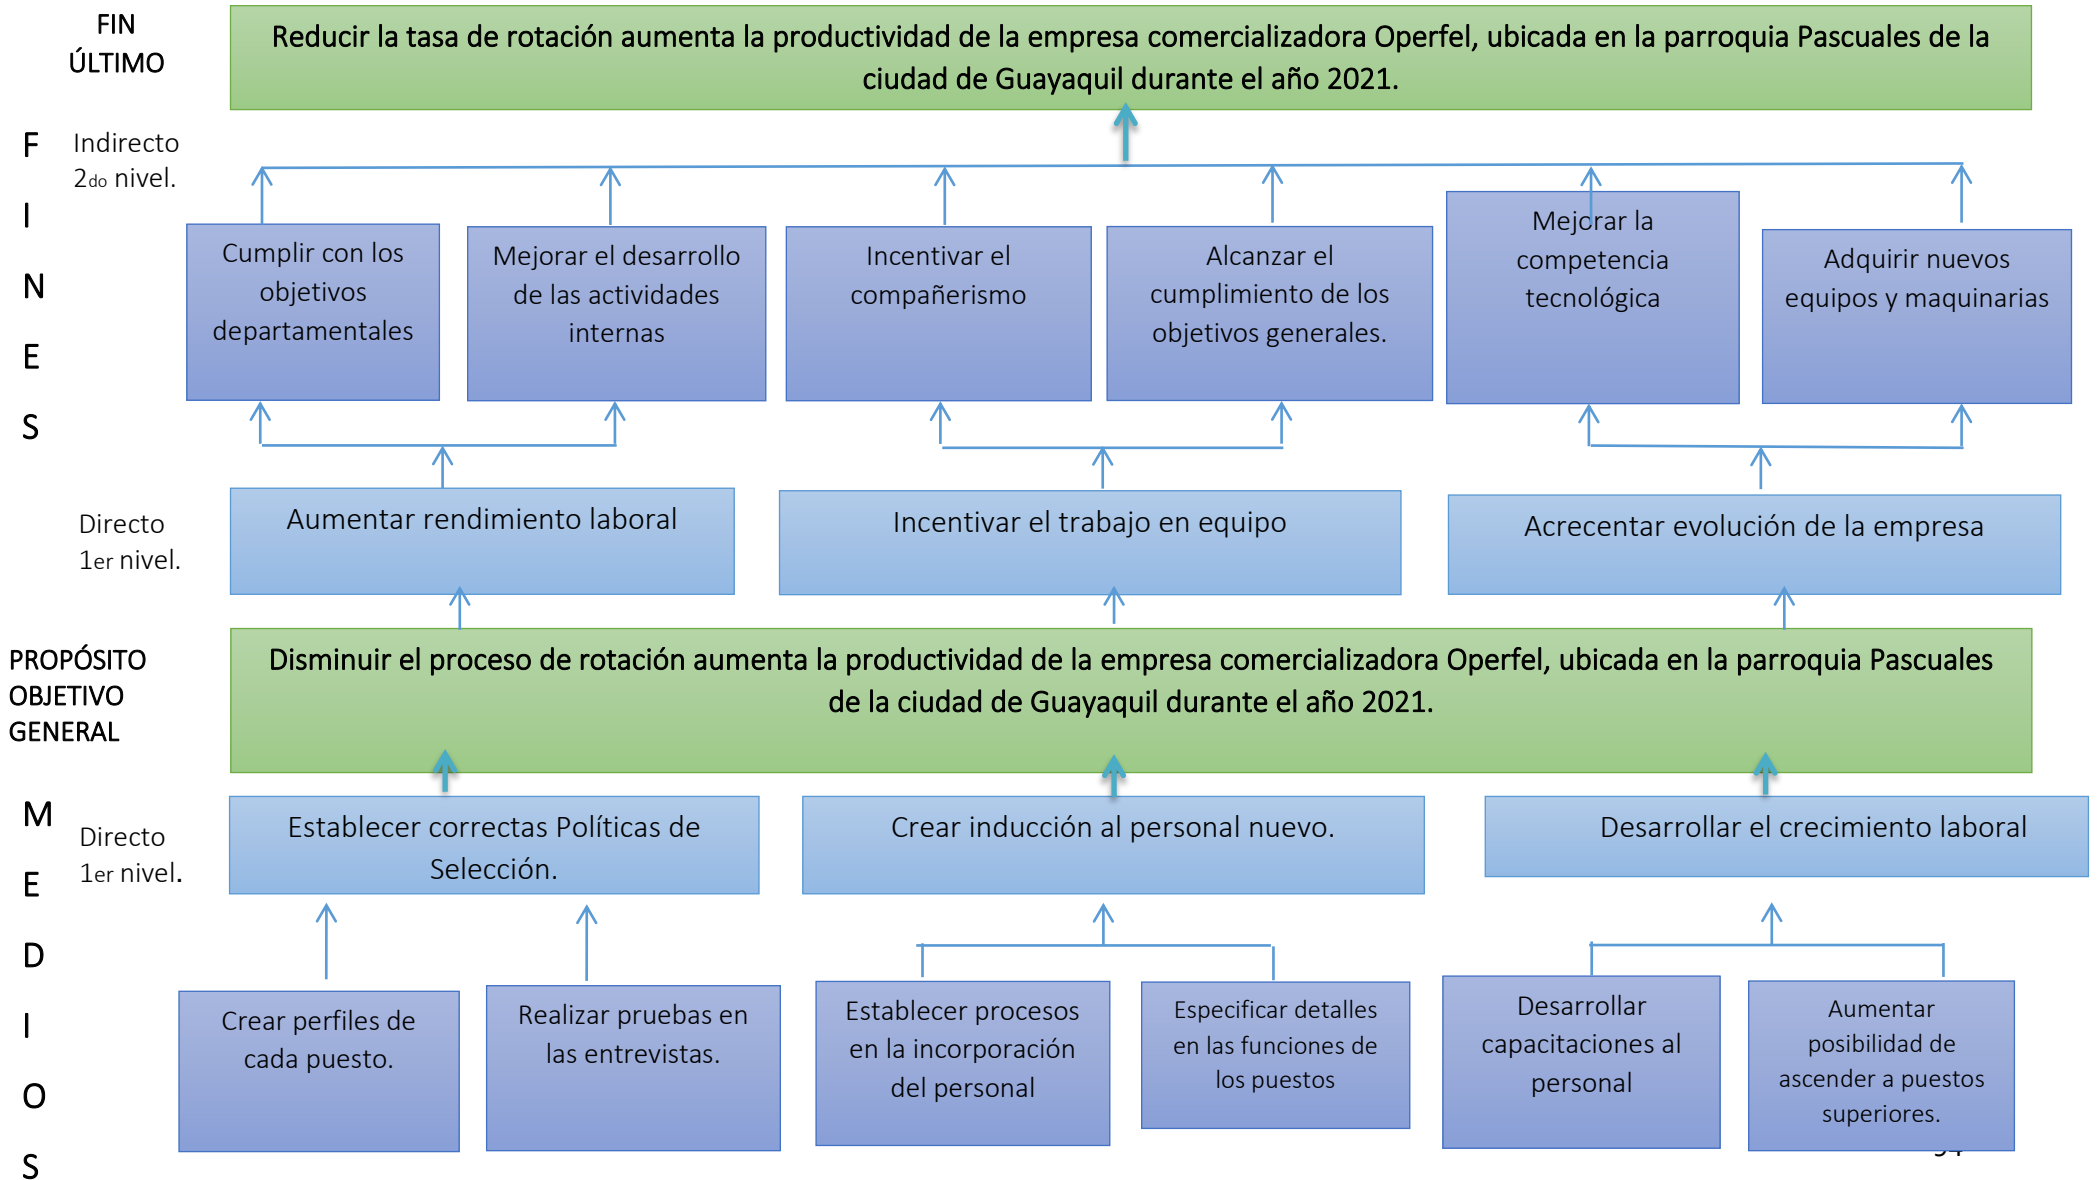 FIN
ÚLTIMO
Reducir la tasa de rotación aumenta la productividad de la empresa comercializadora Operfel, ubicada en la parroquia Pascuales de la
ciudad de Guayaquil durante el año 2021.
F
I
N
E
S
Indirecto
2do nivel.
Cumplir con los
objetivos
departamentales
Mejorar el desarrollo
de las actividades
internas
Incentivar el
compañerismo
Alcanzar el
cumplimiento de los
objetivos generales.
Mejorar la
competencia
tecnológica
Adquirir nuevos
equipos y maquinarias
Directo
1er nivel.
Aumentar rendimiento laboral
Incentivar el trabajo en equipo
Acrecentar evolución de la empresa
PROPÓSITO
OBJETIVO
GENERAL
Disminuir el proceso de rotación aumenta la productividad de la empresa comercializadora Operfel, ubicada en la parroquia Pascuales
de la ciudad de Guayaquil durante el año 2021.
M
E
D
I
O
S
Directo
1er nivel.
Establecer correctas Políticas de
Selección.
Crear inducción al personal nuevo.
Desarrollar el crecimiento laboral
Crear perfiles de
cada puesto.
Realizar pruebas en
las entrevistas.
Establecer procesos
en la incorporación
del personal
Especificar detalles
en las funciones de
los puestos
Desarrollar
capacitaciones al
personal
Aumentar
posibilidad de
ascender a puestos
superiores.